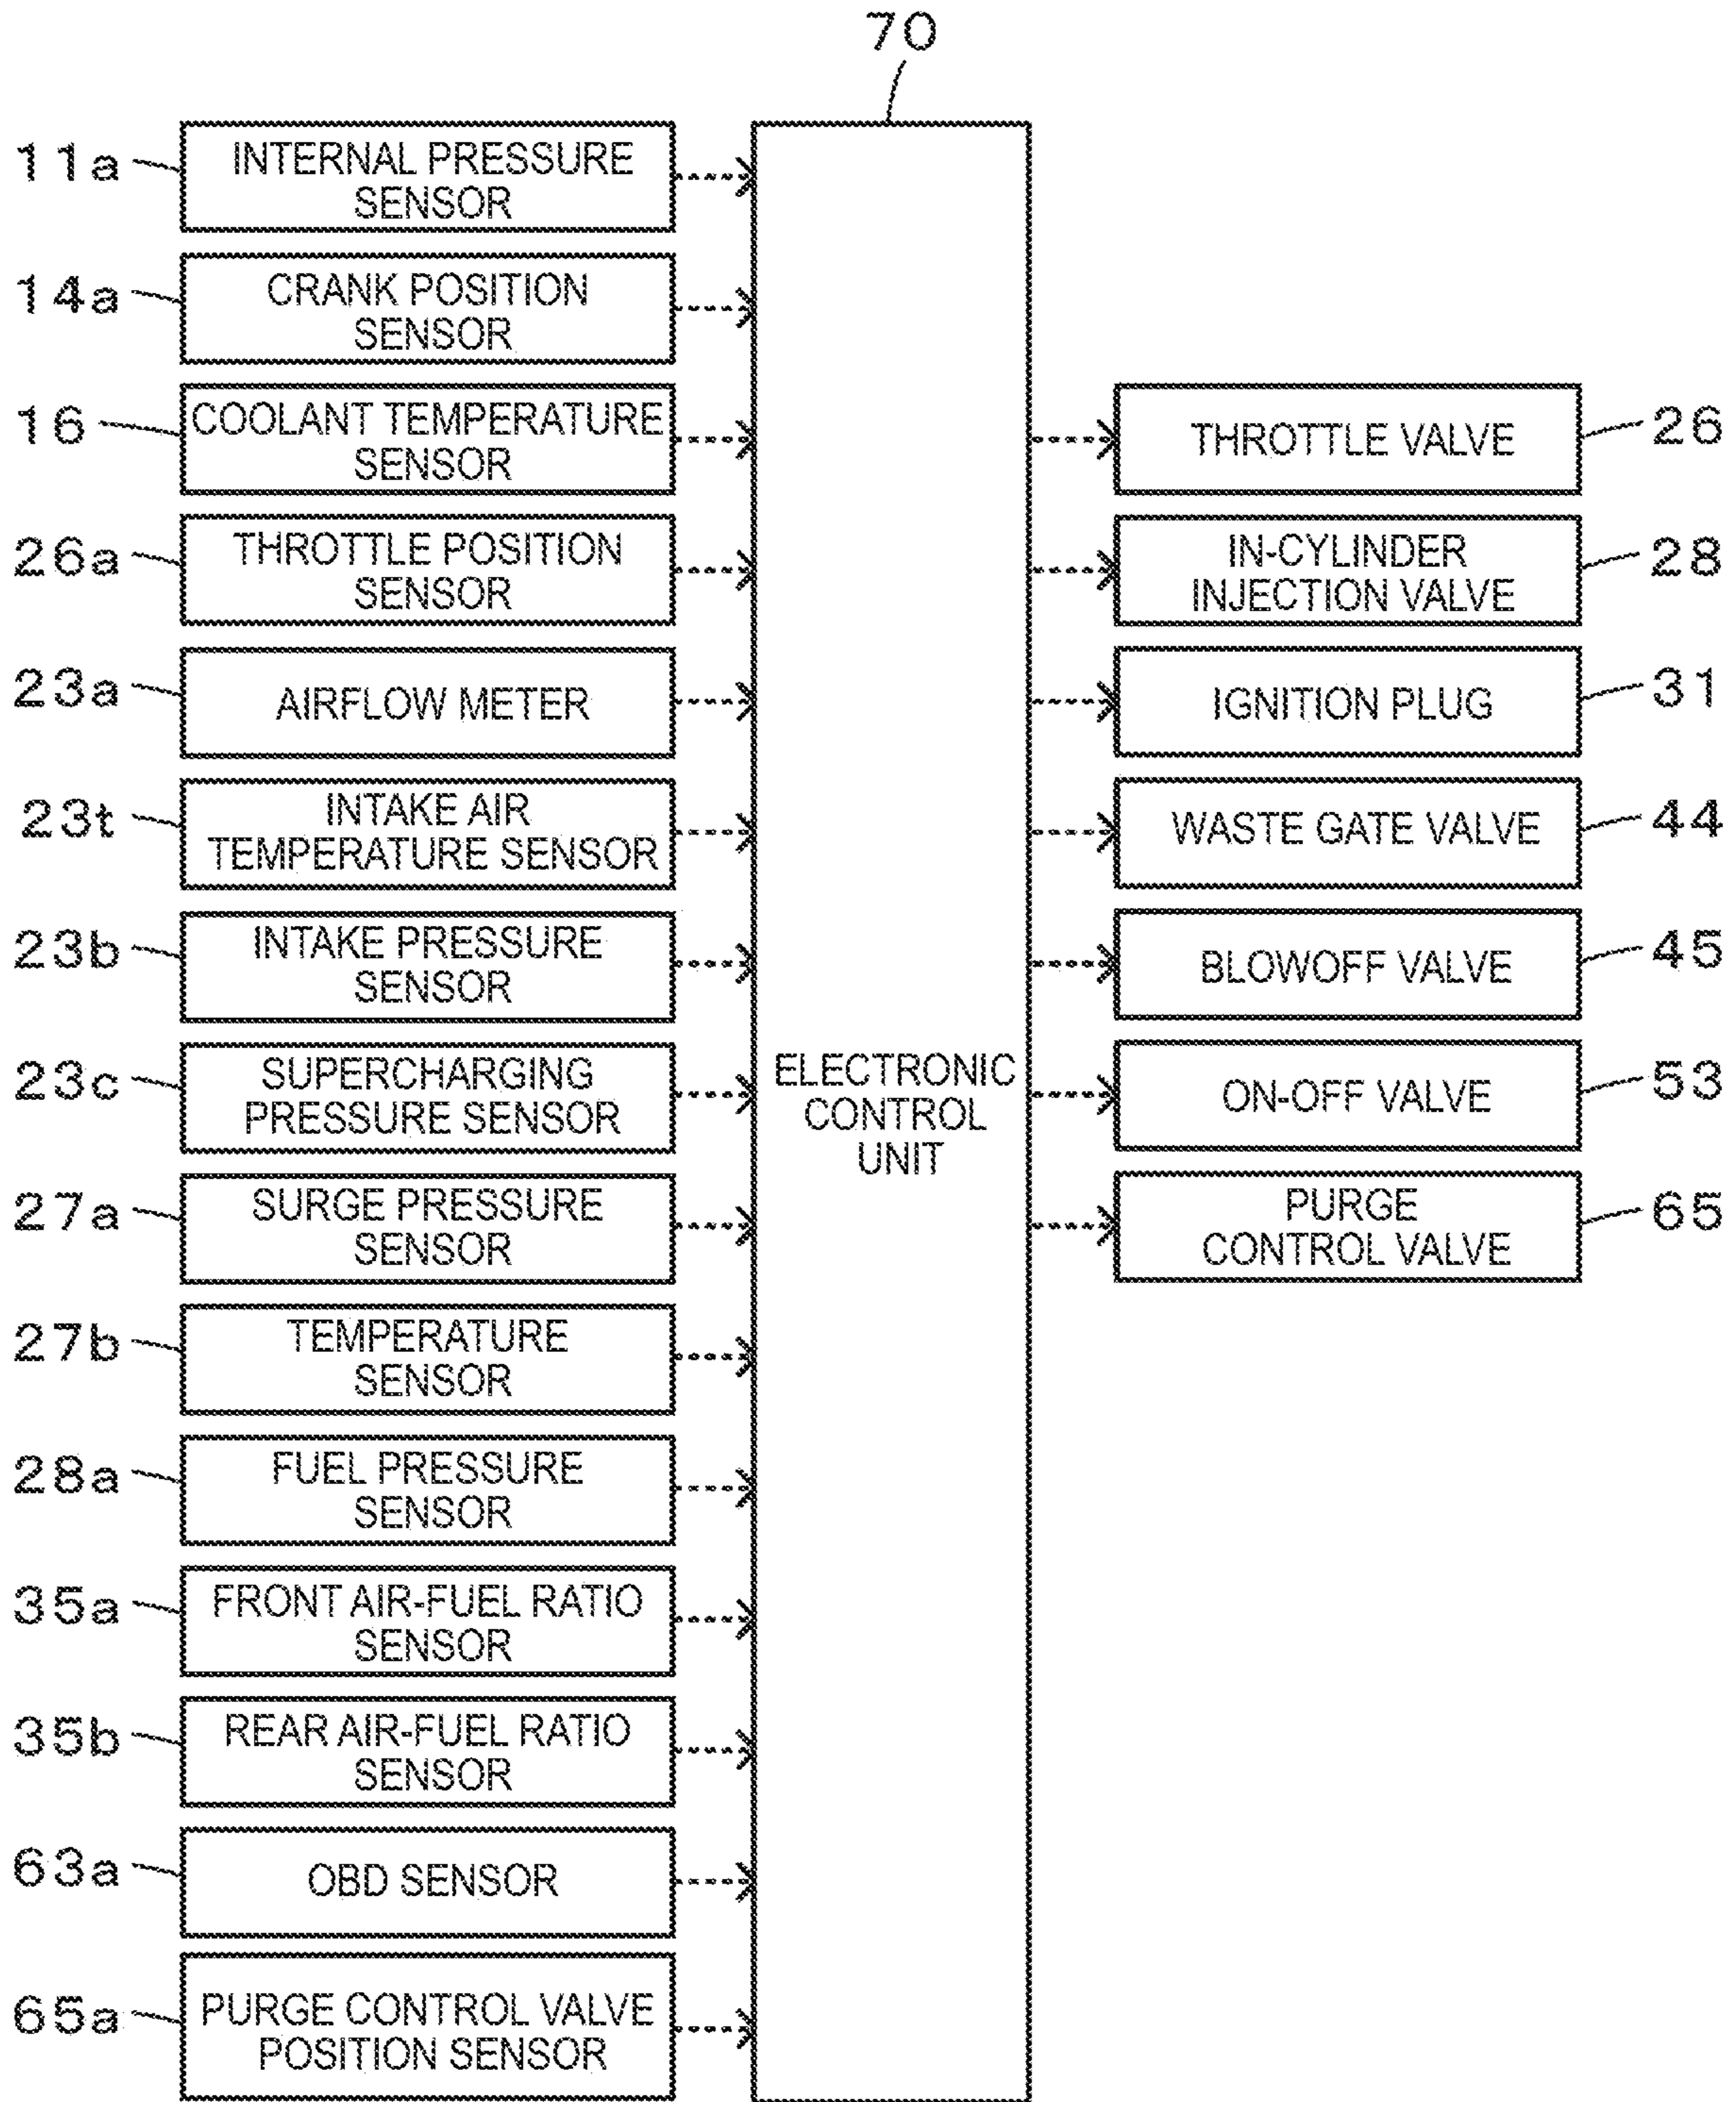 70
11a
INTERNAL PRESSURE
SENSOR
14a
CRANK POSITION
SENSOR
16
COOLANT TEMPERATURE
SENSOR
26a
THROTTLE POSITION
SENSOR
23a
AIRFLOW METER
23t
INTAKE AIR
TEMPERATURE SENSOR
23b
INTAKE PRESSURE
SENSOR
23c
SUPERCHARGING
PRESSURE SENSOR
27a
SURGE PRESSURE
SENSOR
27b
TEMPERATURE
SENSOR
28a
FUEL PRESSURE
SENSOR
35a
FRONT AIR-FUEL RATIO
SENSOR
35b
REAR AIR-FUEL RATIO
SENSOR
63a
OBD SENSOR
65a
PURGE CONTROL VALVE
POSITION SENSOR
ELECTRONIC
CONTROL
UNIT
THROTTLE VALVE
26
IN-CYLINDER
INJECTION VALVE
28
IGNITION PLUG
31
WASTE GATE VALVE
44
BLOWOFF VALVE
45
ON-OFF VALVE
53
PURGE
CONTROL VALVE
65